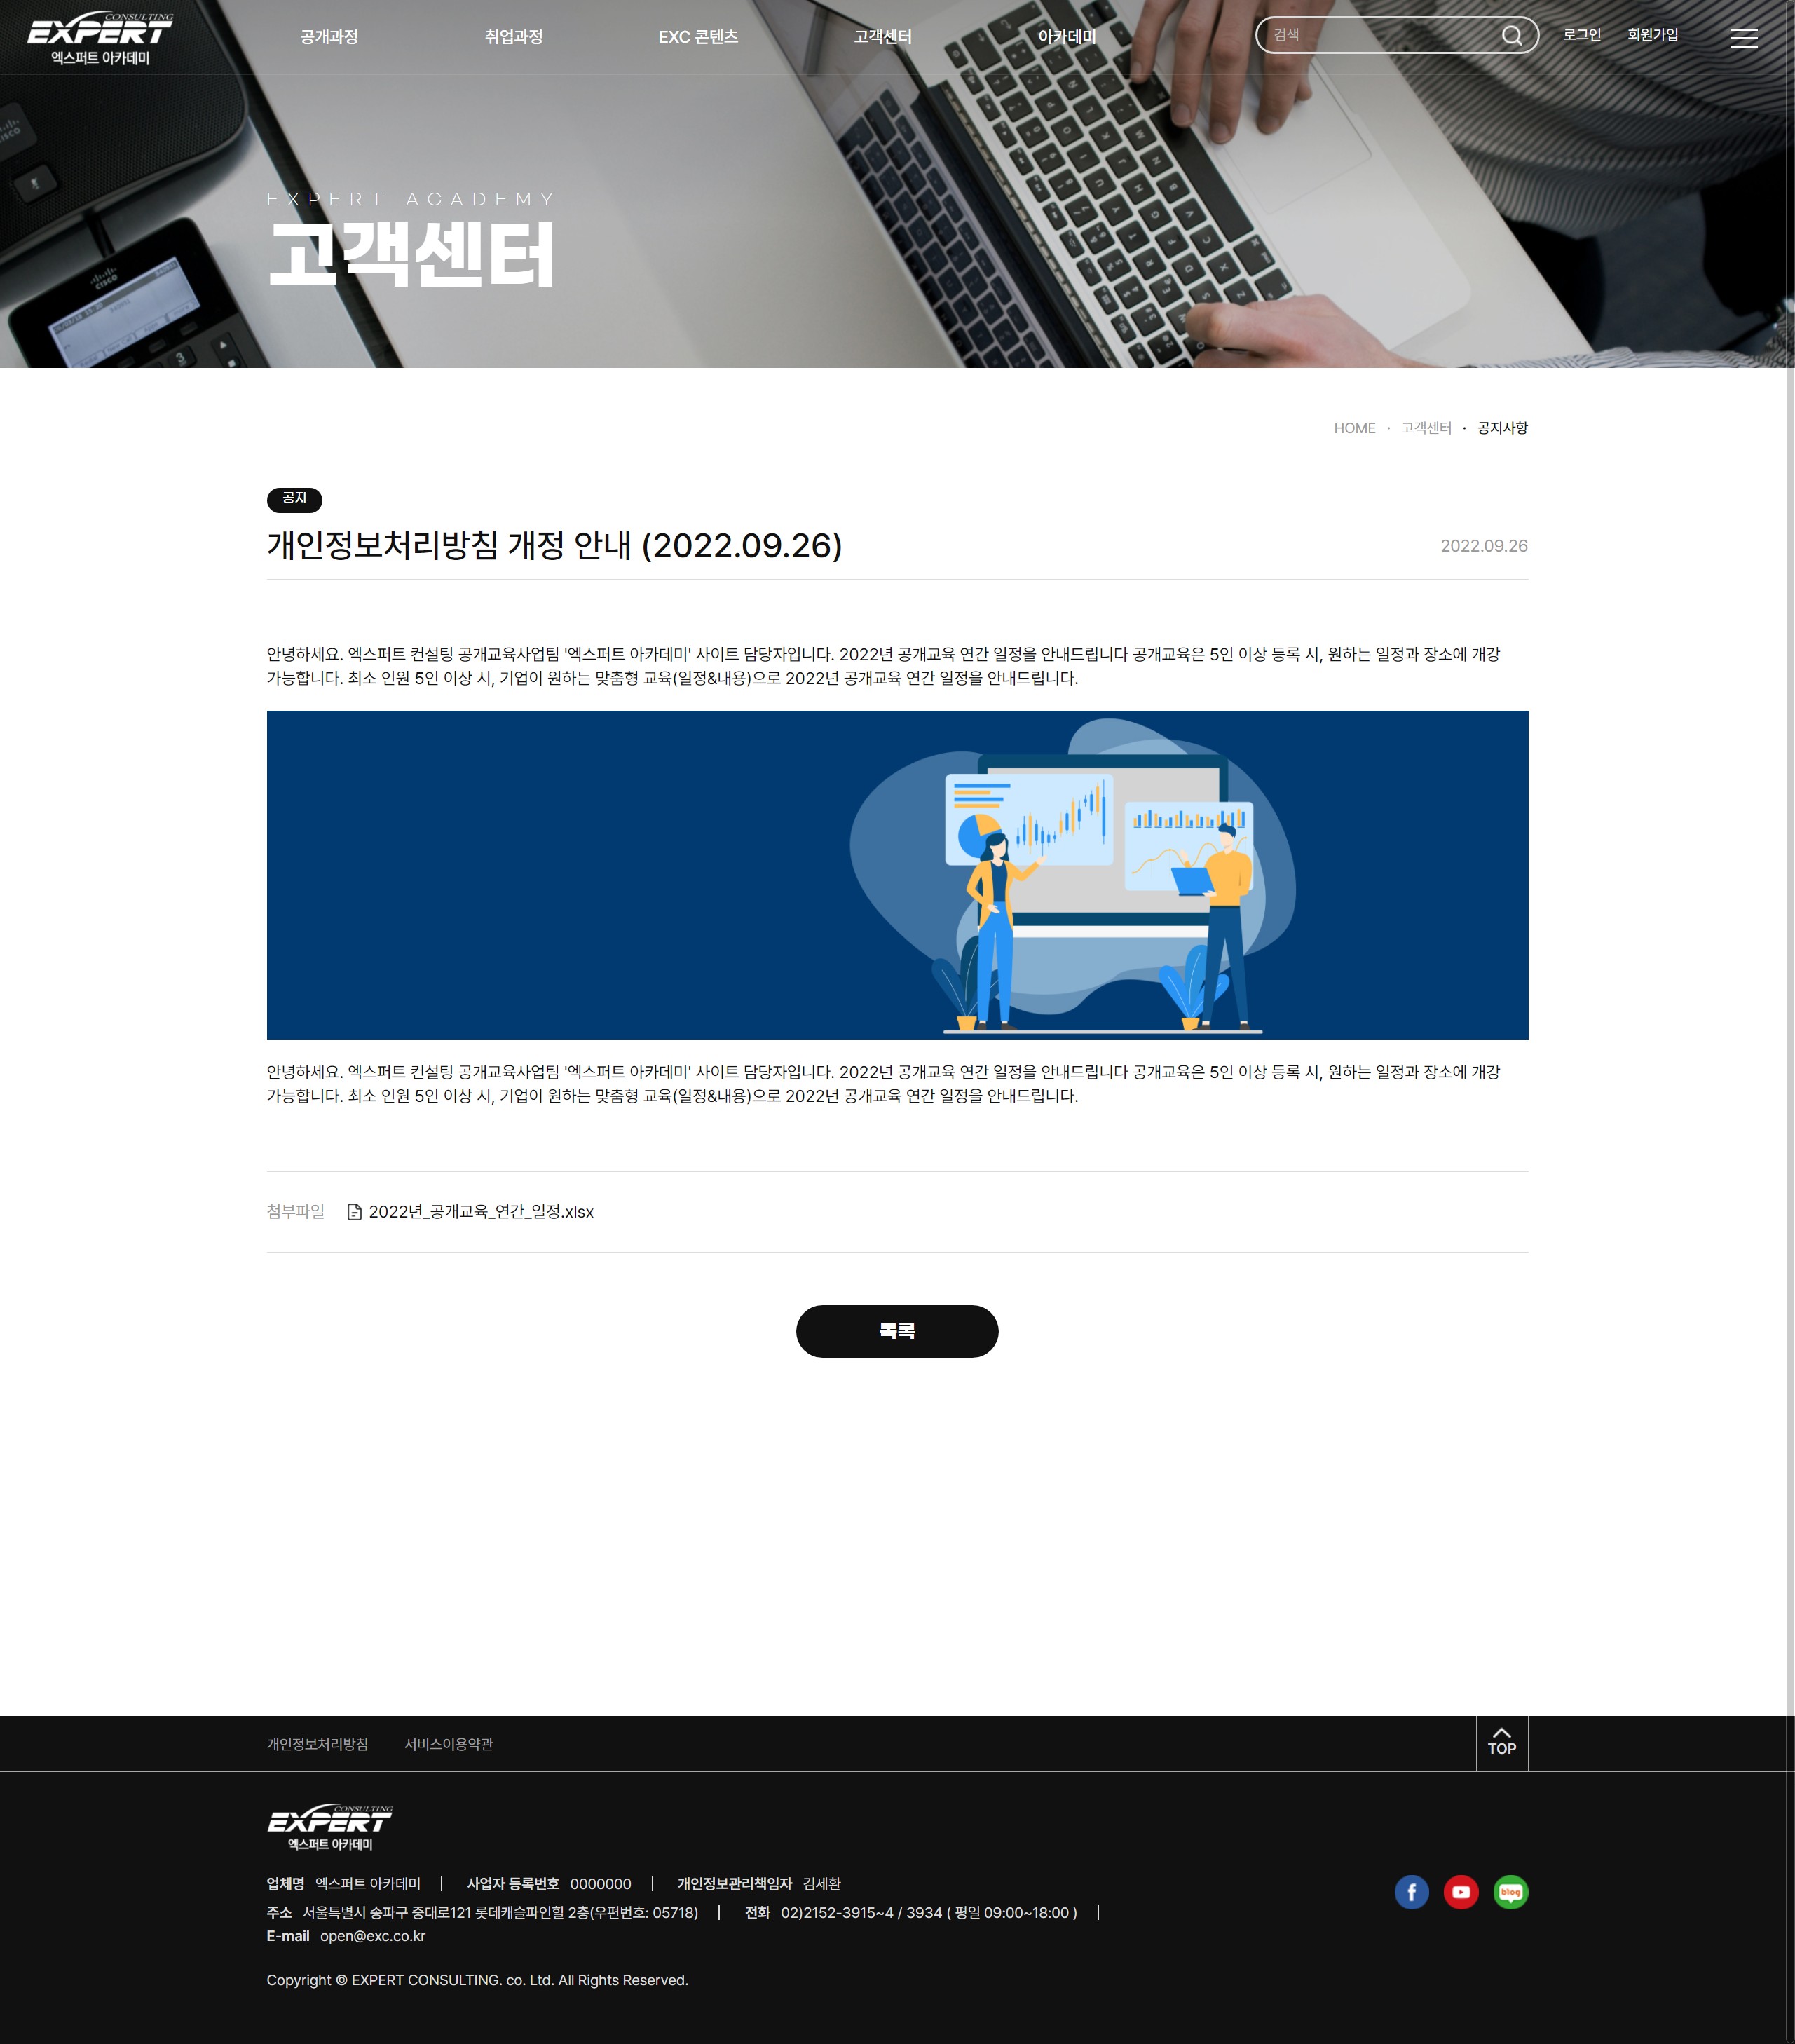 CONSULTING
EXPERT
엑스퍼트 아카데미
공개과정
취업과정
EXC 콘텐츠
고객센터
아카데미
검색
로그인
회원가입
EXPERT ACADEMY
고객센터
HOME · 고객센터 · 공지사항
공지
개인정보처리방침 개정 안내 (2022.09.26)
2022.09.26
안녕하세요. 엑스퍼트 컨설팅 공개교육사업팀 '엑스퍼트 아카데미' 사이트 담당자입니다. 2022년 공개교육 연간 일정을 안내드립니다 공개교육은 5인 이상 등록 시, 원하는 일정과 장소에 개강
가능합니다. 최소 인원 5인 이상 시, 기업이 원하는 맞춤형 교육(일정&내용)으로 2022년 공개교육 연간 일정을 안내드립니다.
안녕하세요. 엑스퍼트 컨설팅 공개교육사업팀 '엑스퍼트 아카데미' 사이트 담당자입니다. 2022년 공개교육 연간 일정을 안내드립니다 공개교육은 5인 이상 등록 시, 원하는 일정과 장소에 개강
가능합니다. 최소 인원 5인 이상 시, 기업이 원하는 맞춤형 교육(일정&내용)으로 2022년 공개교육 연간 일정을 안내드립니다.
첨부파일 2022년_공개교육_연간_일정.xlsx
목록
개인정보처리방침 서비스이용약관
TOP
CONSULTING
EXPERT
엑스퍼트 아카데미
업체명 엑스퍼트 아카데미 | 사업자 등록번호 0000000 | 개인정보관리책임자 김세환
주소 서울특별시 송파구 중대로121 롯데캐슬파인힐 2층(우편번호: 05718) | 전화 02)2152-3915~4 / 3934 ( 평일 09:00~18:00 ) |
E-mail open@exc.co.kr
blog
Copyright © EXPERT CONSULTING. co. Ltd. All Rights Reserved.